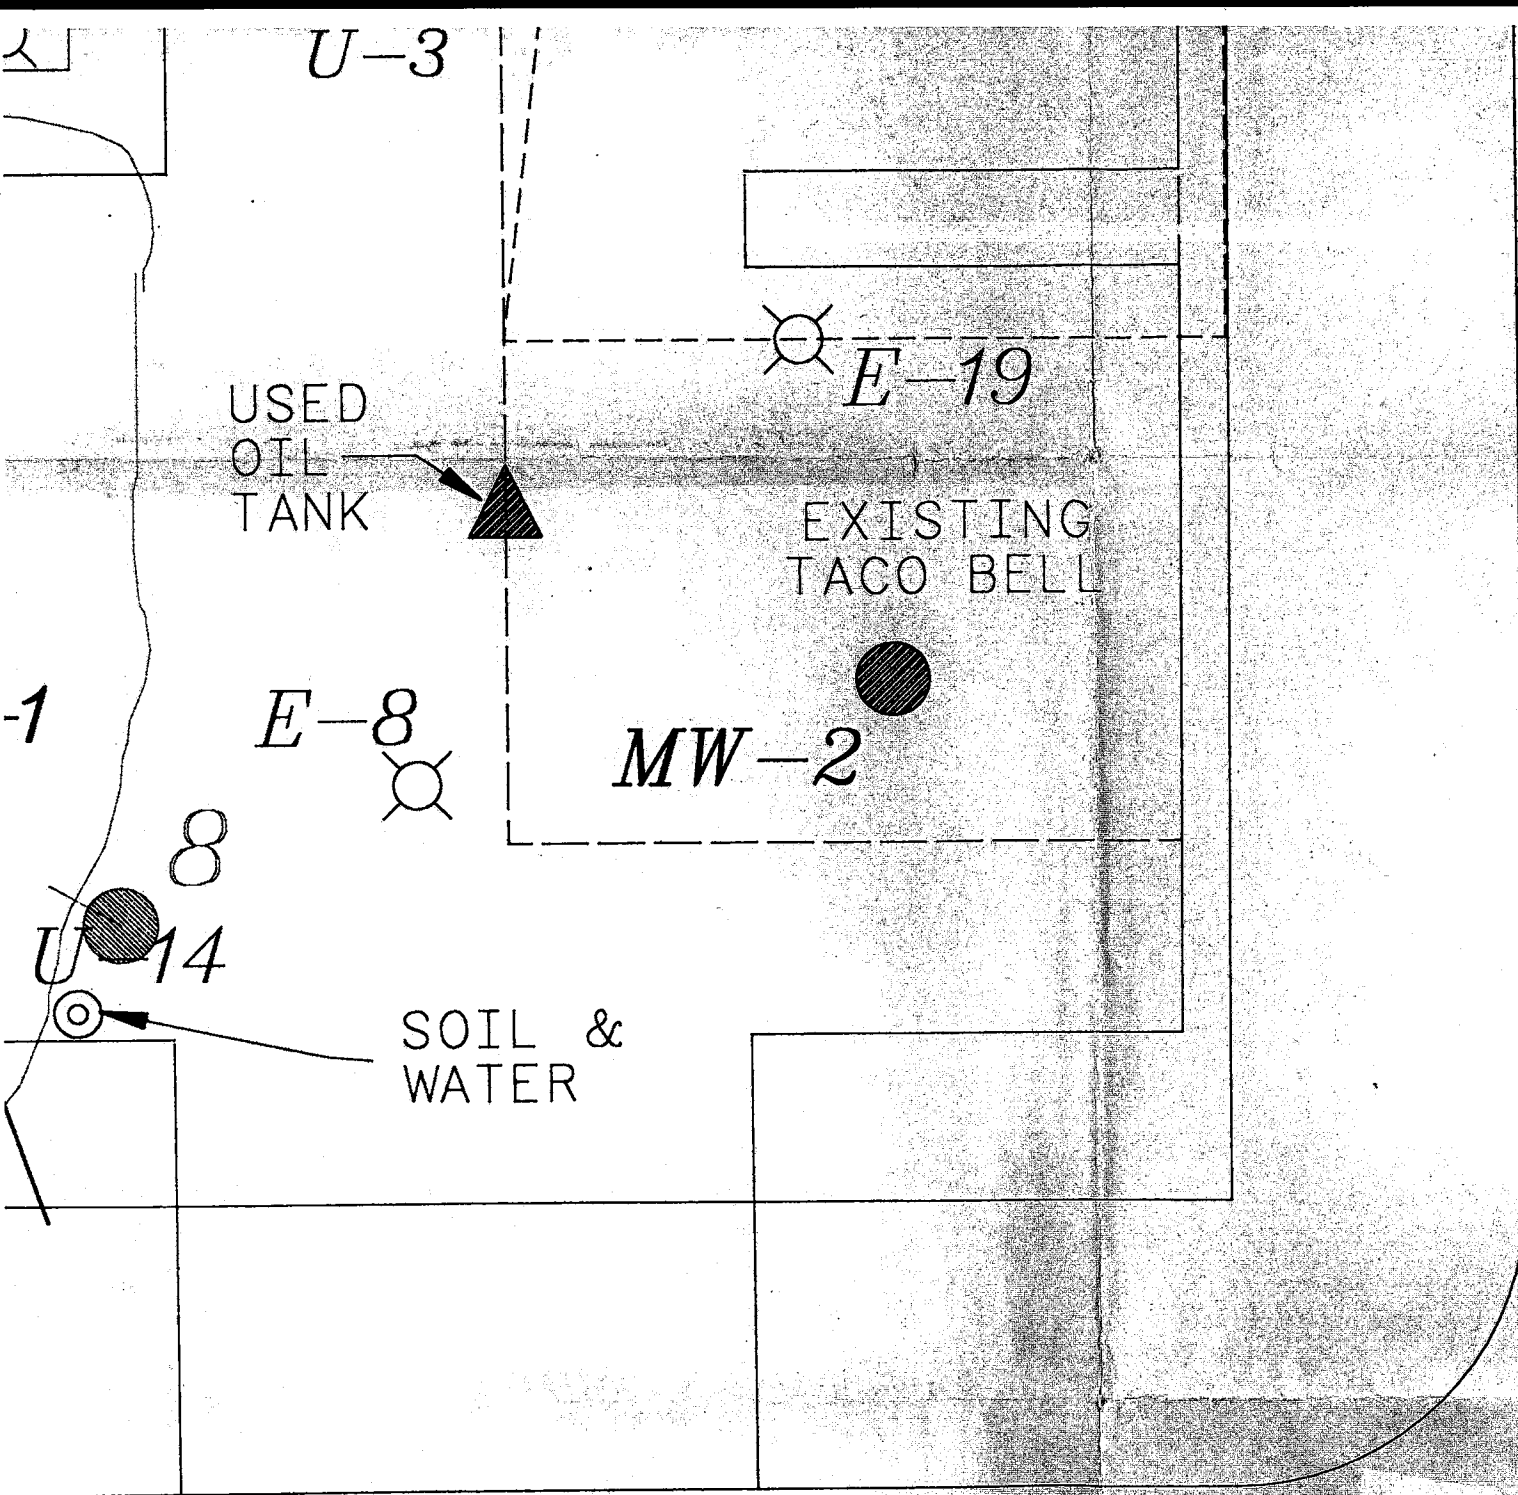 U-3
E-19
USED
OIL
TANK
EXISTING
TACO BELL
-1
E-8
MW-2
8
U 14
SOIL &
WATER